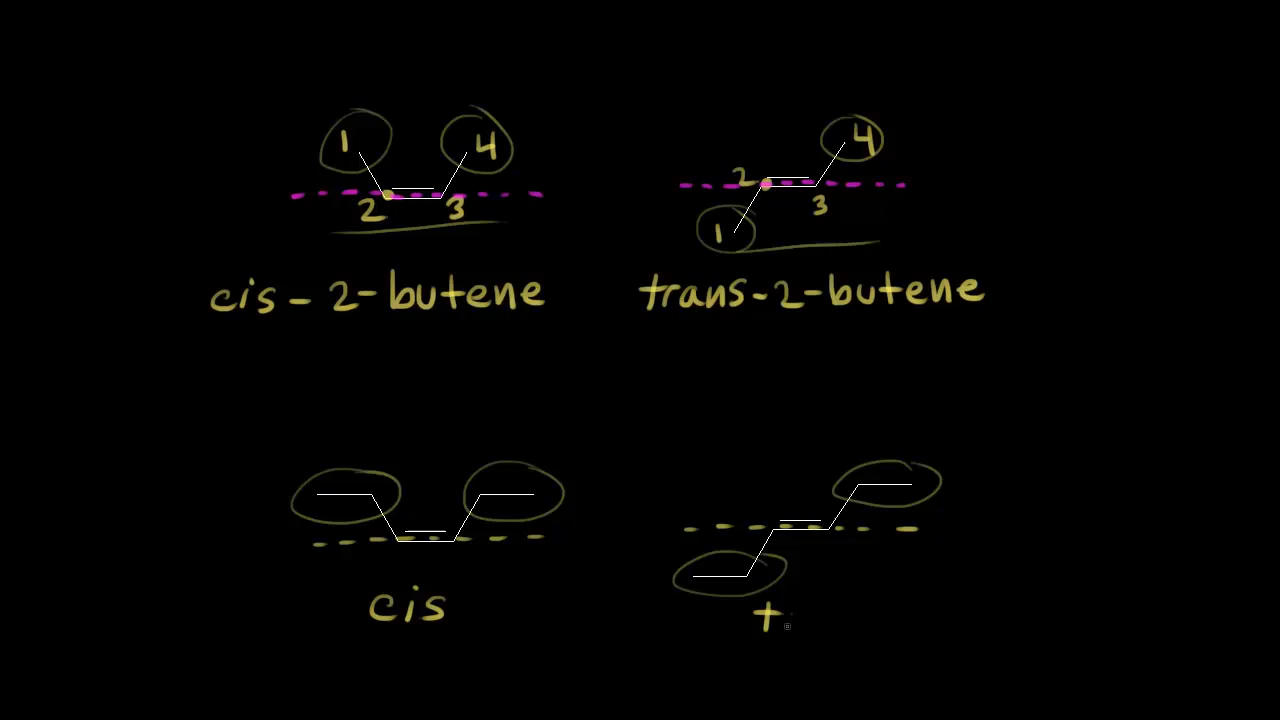 1 4
4
2 3
2
3
1
cis - 2 - butene
trans - 2 - butene
cis
t